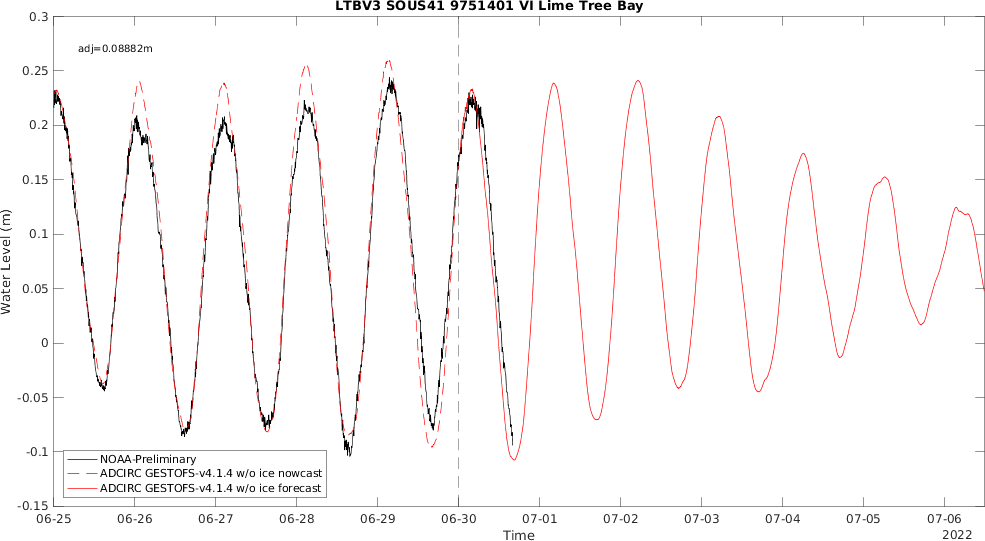 LTBV3 SOUS41 9751401 VI Lime Tree Bay
adj=0.08882m
0.3
0.25
0.2
0.15
0.1
0.05
0
-0.05
-0.1
-0.15
Water Level (m)
NOAA-Preliminary
ADCIRC GESTOFS-v4.1.4 w/o ice nowcast
ADCIRC GESTOFS-v4.1.4 w/o ice forecast
06-25 06-26 06-27 06-28 06-29 06-30 07-01 07-02 07-03 07-04 07-05 07-06
Time
2022